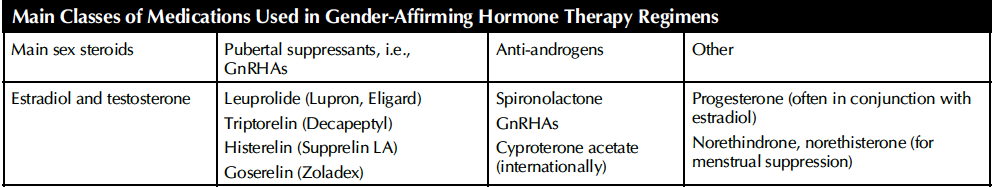 Main Classes of Medications Used in Gender-Affirming Hormone Therapy Regimens
Main sex steroids
Pubertal suppressants, i.e.,
GnRHAs
Anti-androgens
Other
Estradiol and testosterone
Leuprolide (Lupron, Eligard)
Triptorelin (Decapeptyl)
Histerelin (Supprelin LA)
Goserelin (Zoladex)
Spironolactone
GnRHAs
Cyproterone acetate
(internationally)
Progesterone (often in conjunction with
estradiol)
Norethindrone, norethisterone (for
menstrual suppression)